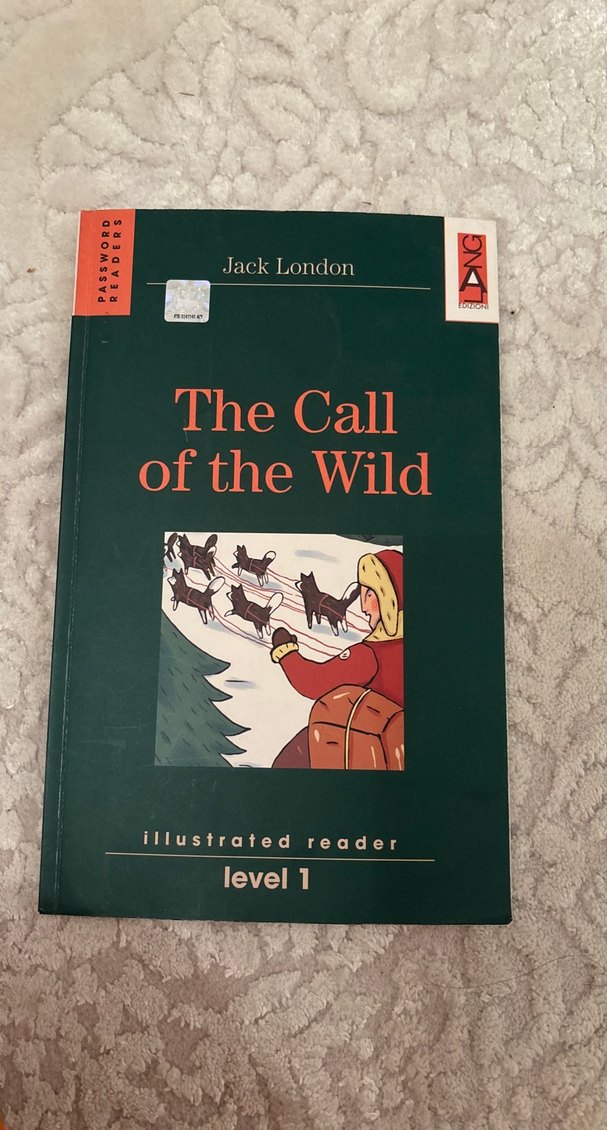 PASSWORD
READERS
Jack London
LANG
EDIZIONI
The Call
of the Wild
illustrated reader
level 1